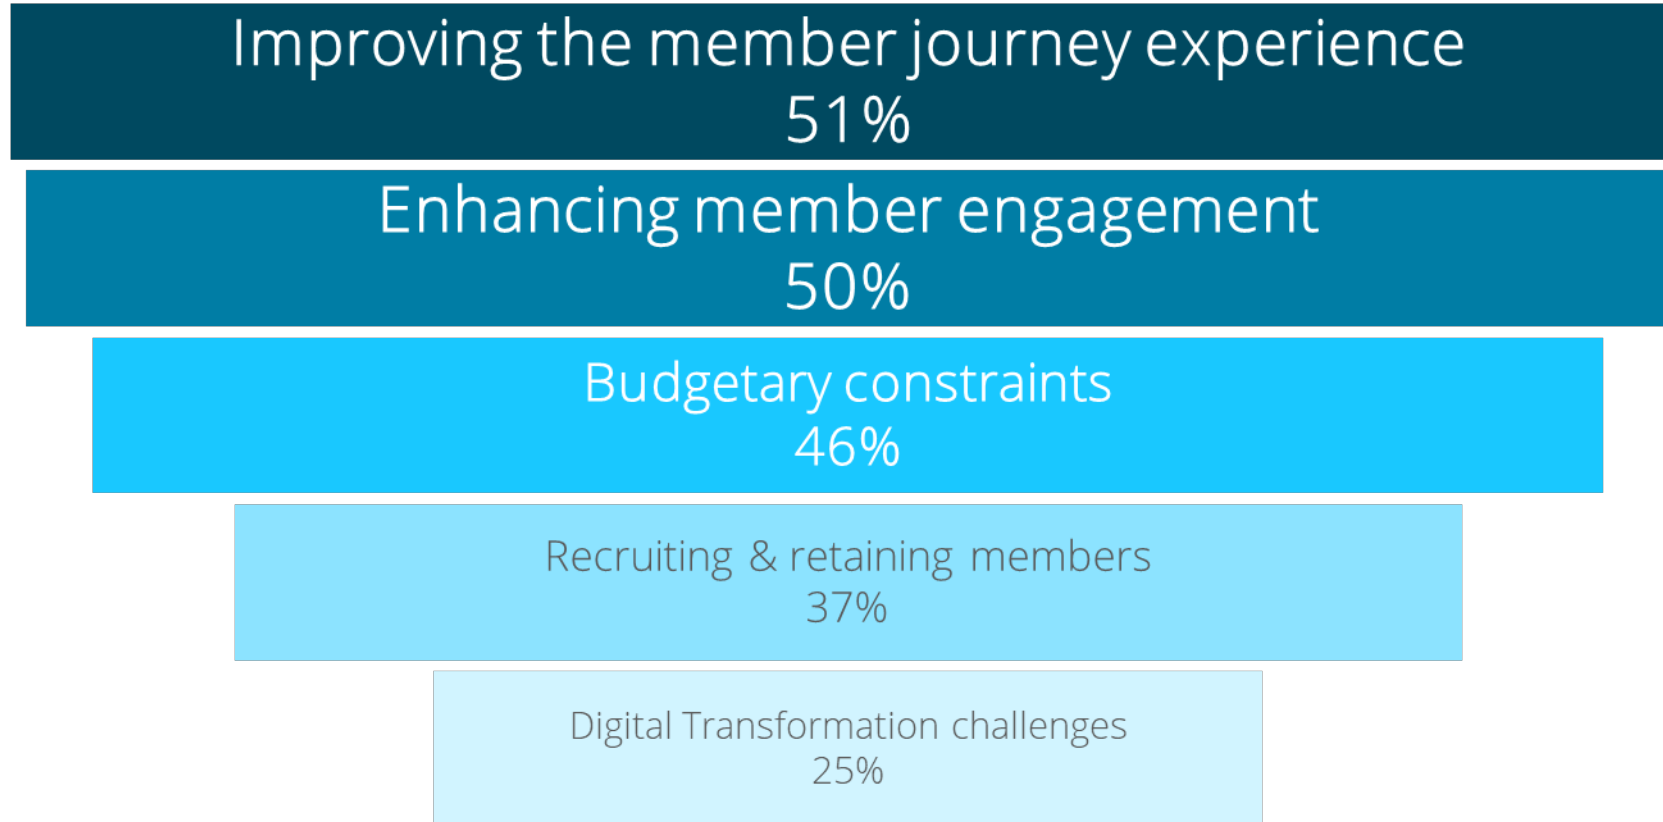 Improving the member journey experience
51%
Enhancing member engagement
50%
Budgetary constraints
46%
Recruiting & retaining members
37%
Digital Transformation challenges
25%